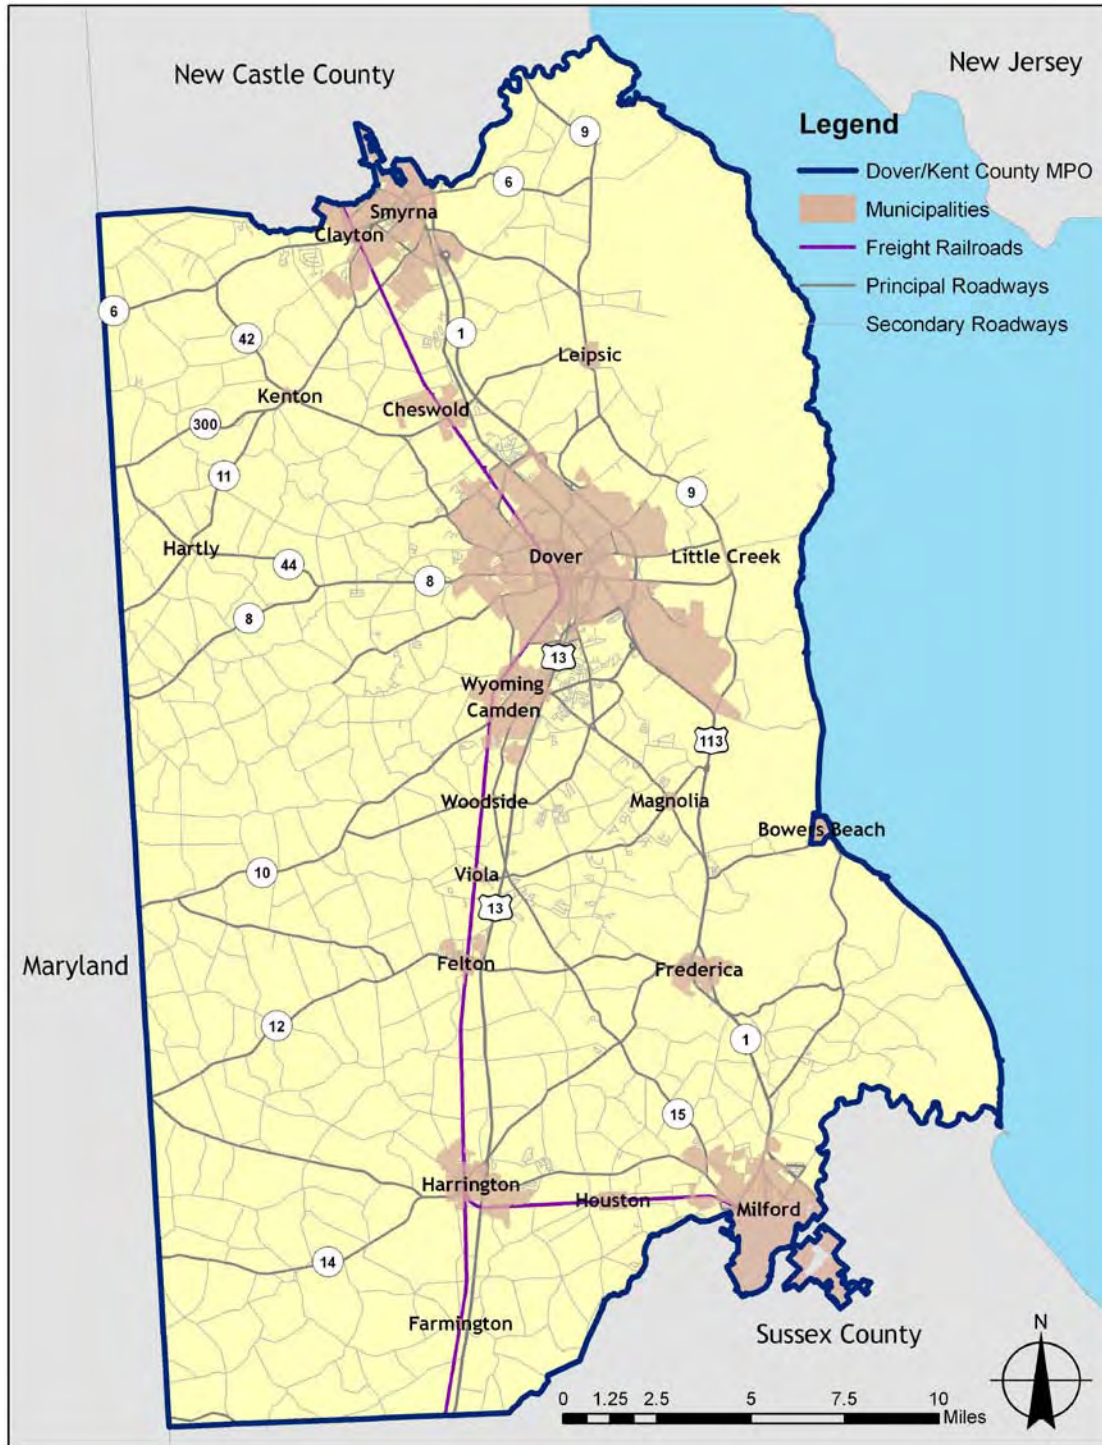 New Castle County
New Jersey
Legend
Dover/Kent County MPO
Municipalities
Freight Railroads
Principal Roadways
Secondary Roadways
9
6
Smyrna
Clayton
6
42
1
Leipsic
Kenton
Cheswold
300
11
9
Hartly
Dover
Little Creek
44
8
8
13
Wyoming
Camden
113
Woodside
Magnolia
Bowers Beach
10
Viola
13
Maryland
Felton
Frederica
12
1
15
Harrington
Houston
Milford
14
Farmington
Sussex County
N
0 1.25 2.5 5 7.5 10
Miles